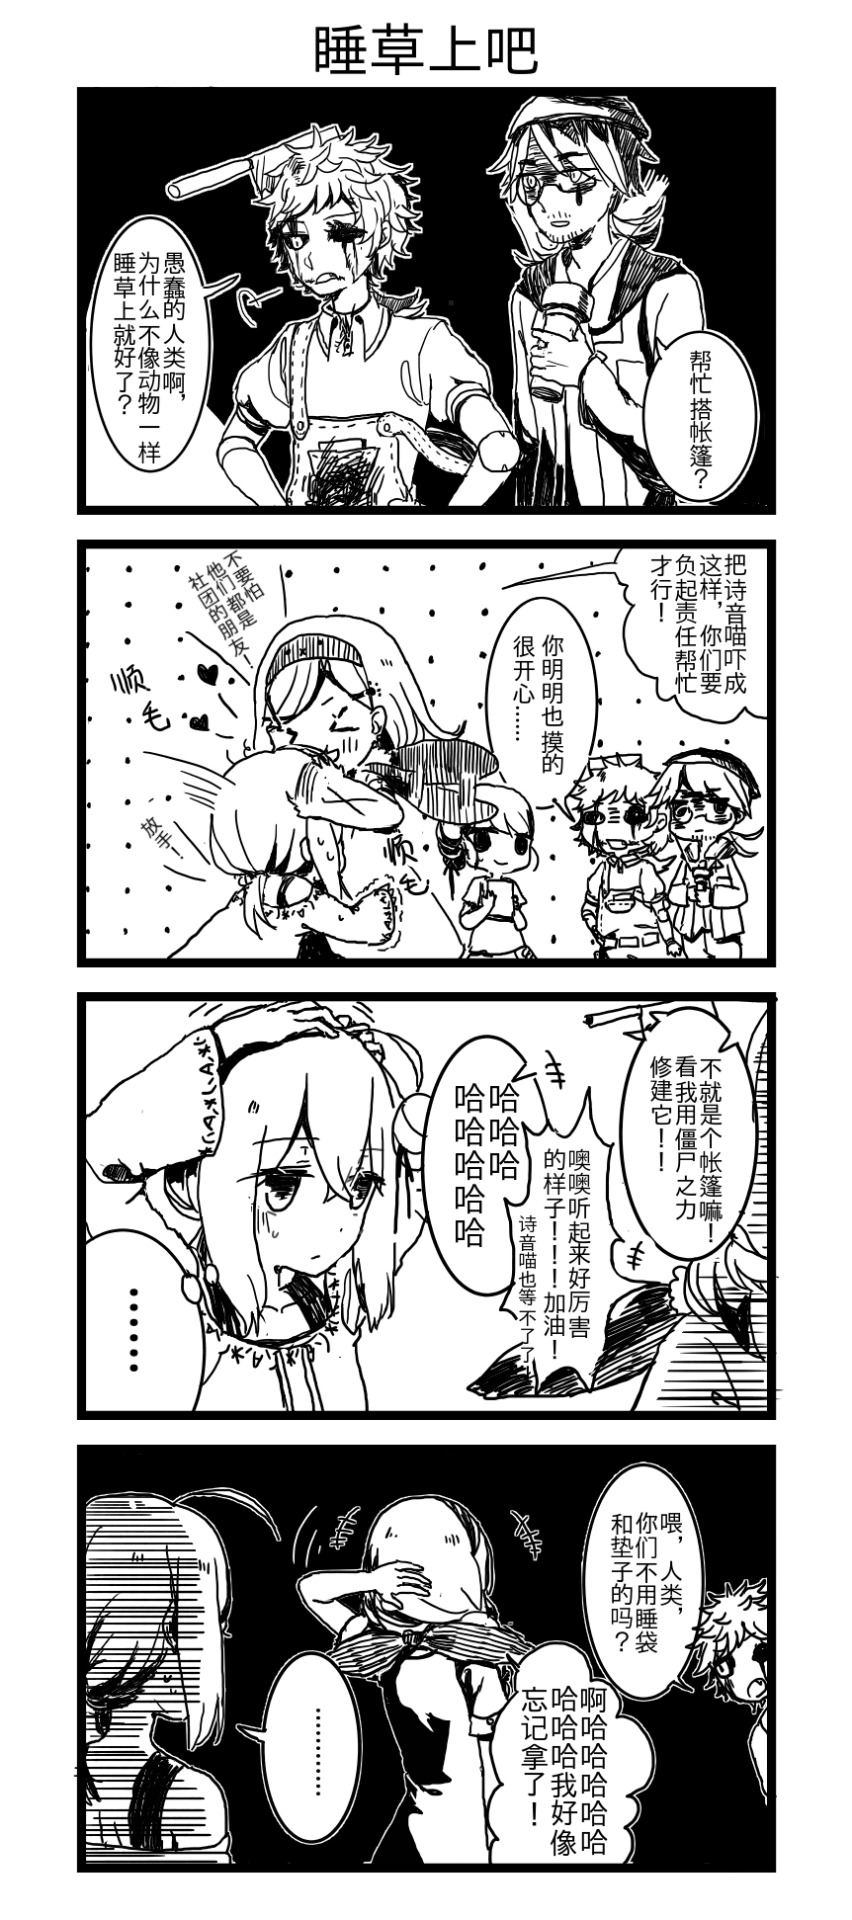 睡草上吧
帮忙搭帐篷？
愚蠢的人类啊，
为什么不像动物一样
睡草上就好了？
把诗音喵吓成
这样，你们要
负起责任帮忙
才行！
你明明也摸的
很开心……
不要怕
他们都是
社团的朋友！
顺毛
放手！
顺毛
不就是个帐篷嘛！
看我用僵尸之力
修建它！！
噢噢听起来好厉害
的样子！！！加油！
诗音喵也等不了了
哈哈哈
哈哈哈哈哈
……
喂，人类，
你们不用睡袋
和垫子的吗？
啊哈哈哈哈哈
哈哈哈我好像
忘记拿了！
…………